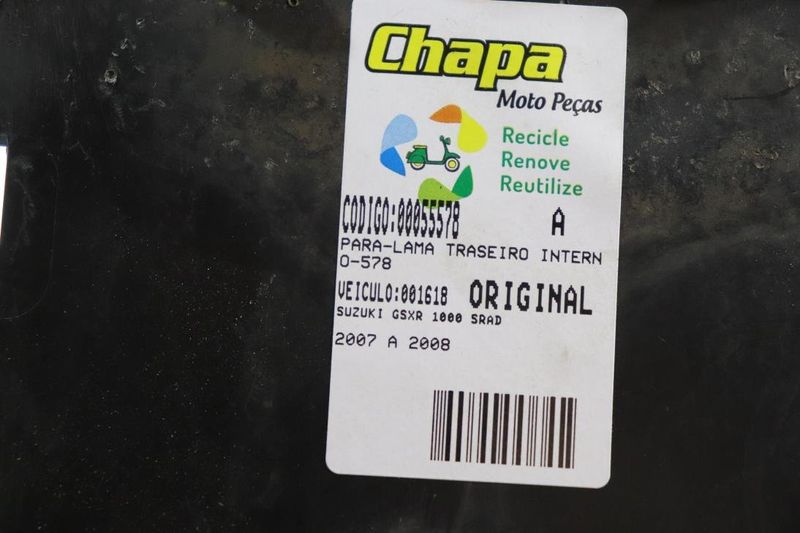 Chapa
Moto Peças
Recicle
Renove
Reutilize
CODIGO:00055578 A
PARA-LAMA TRASEIRO INTERN
O-578
VEICULO:001618 ORIGINAL
SUZUKI GSXR 1000 SRAD
2007 A 2008